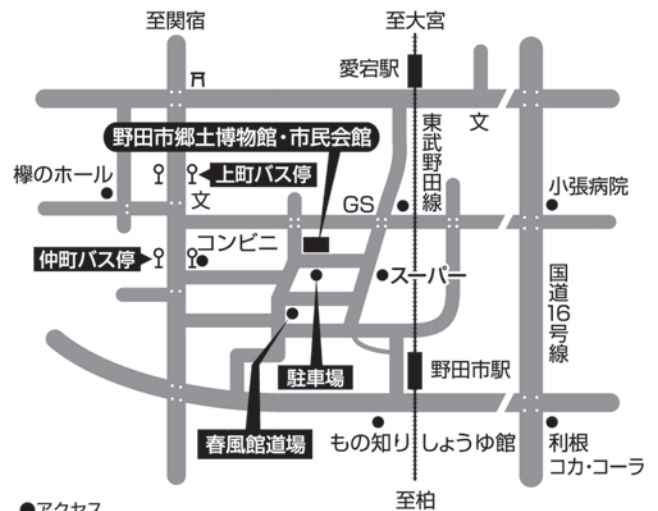 至関宿
至大宮
愛宕駅
東武野田線
文
野田市郷土博物館・市民会館
欅のホール
上町バス停
文
GS
小張病院
仲町バス停
コンビニ
スーパー
国道16号線
駐車場
野田市駅
春風館道場
もの知りしょうゆ館
利根
コカ・コーラ
至柏
●アクセス